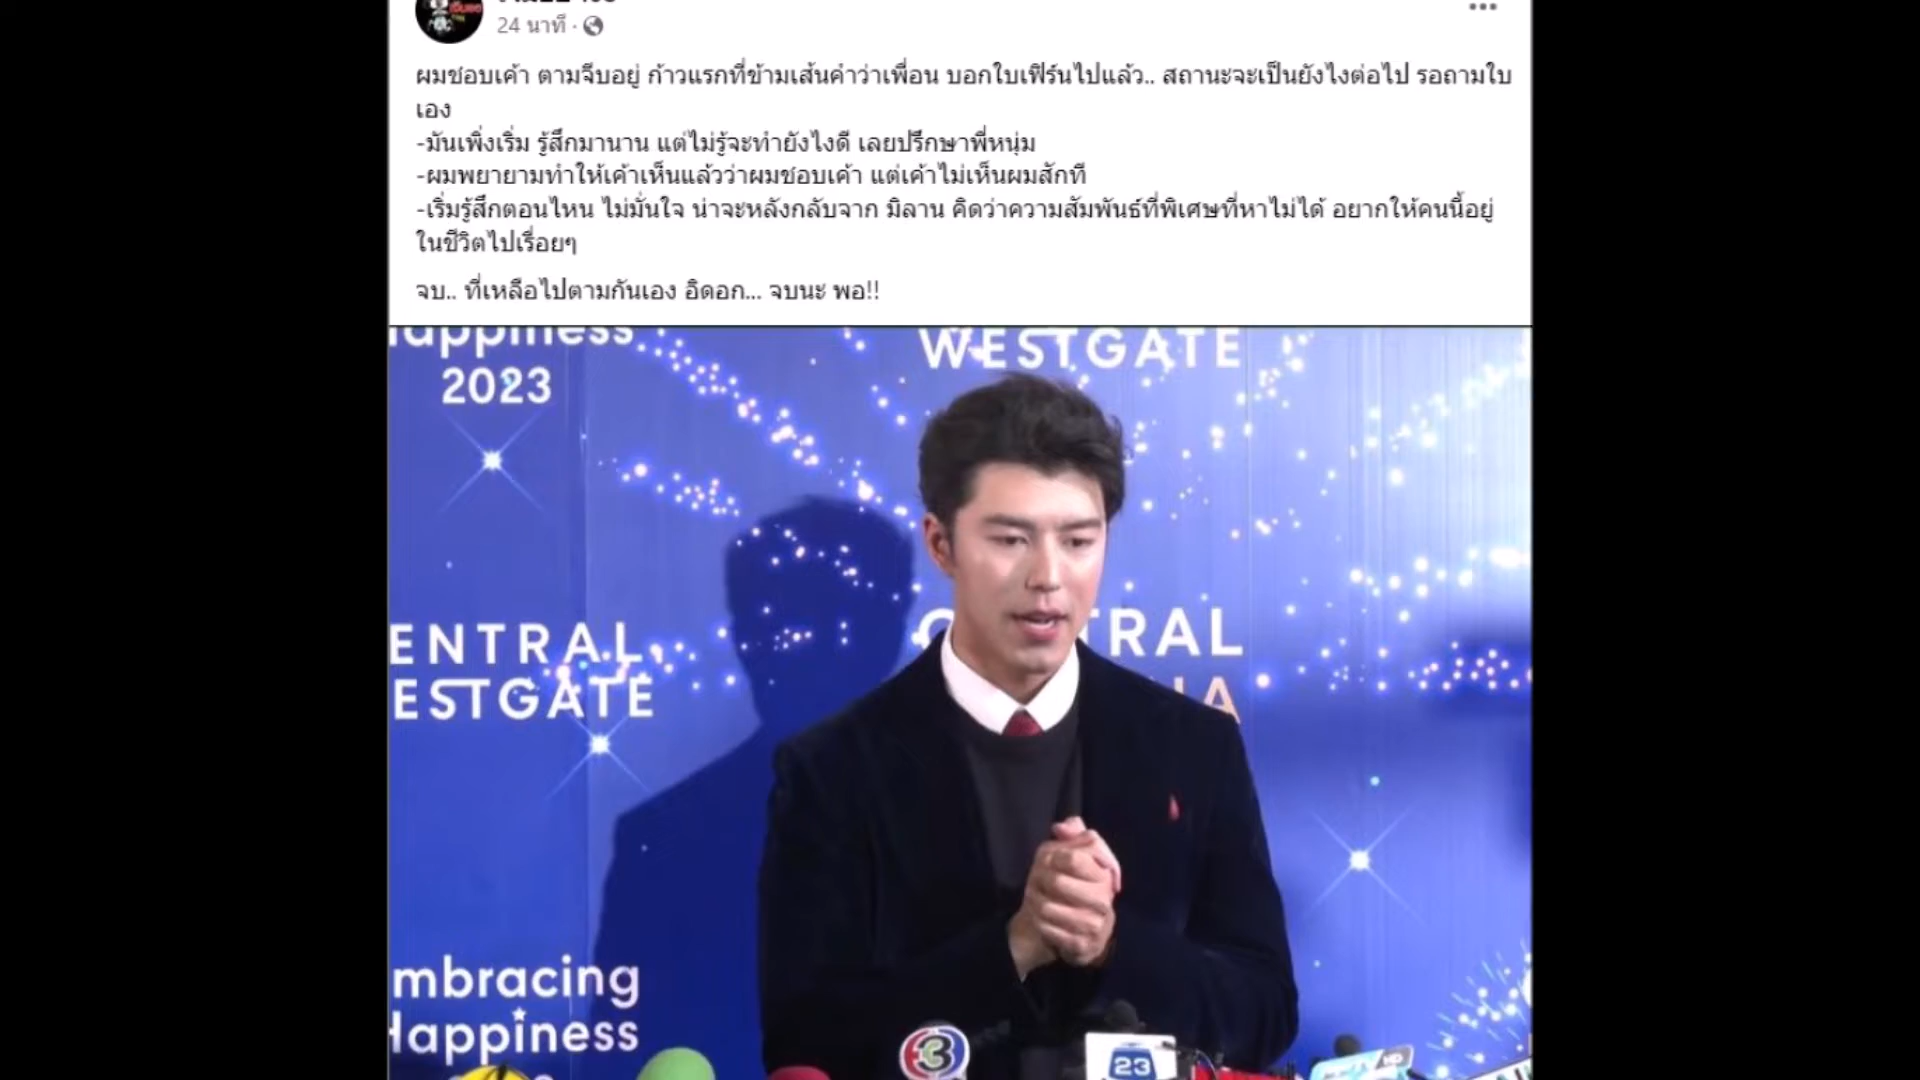 24 นาที ·
ผมชอบเค้า ตามจีบอยู่ ก้าวแรกที่ข้ามเส้นคำว่าเพื่อน บอกใบเฟิร์นไปแล้ว.. สถานะจะเป็นยังไงต่อไป รอถามใบ
เอง
-มันเพิ่งเริ่ม รู้สึกมานาน แต่ไม่รู้จะทำยังไงดี เลยปรึกษาพี่หนุ่ม
-ผมพยายามทำให้เค้าเห็นแล้วว่าผมชอบเค้า แต่เค้าไม่เห็นผมสักที
-เริ่มรู้สึกตอนไหน ไม่มั่นใจ น่าจะหลังกลับจาก มิลาน คิดว่าความสัมพันธ์ที่พิเศษที่หาไม่ได้ อยากให้คนนี้อยู่
ในชีวิตไปเรื่อยๆ
จบ.. ที่เหลือไปตามกันเอง อิดอก... จบนะ พอ!!
Happiness
2023
WESTGATE
ENTRAL
ESTGATE
TRAL
mbracing
Happiness
3
23
HD